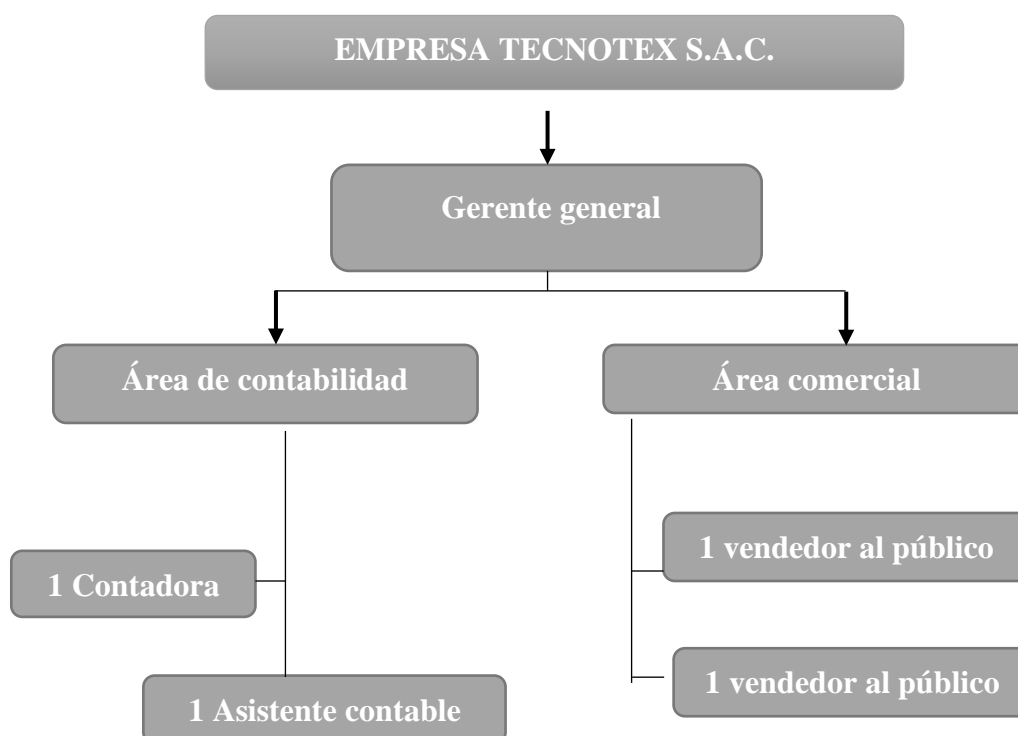 EMPRESA TECNOTEX S.A.C.
Gerente general
Área de contabilidad
Área comercial
1 vendedor al público
1 Contadora
1 vendedor al público
1 Asistente contable